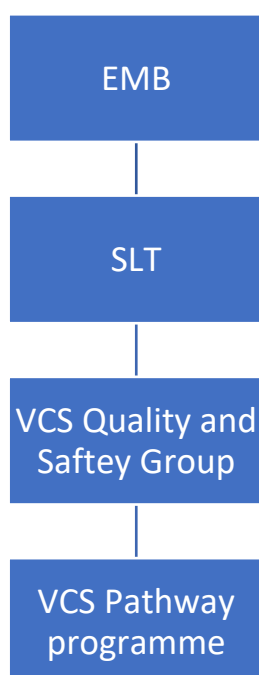 EMB
SLT
VCS Quality and
Saftey Group
VCS Pathway
programme